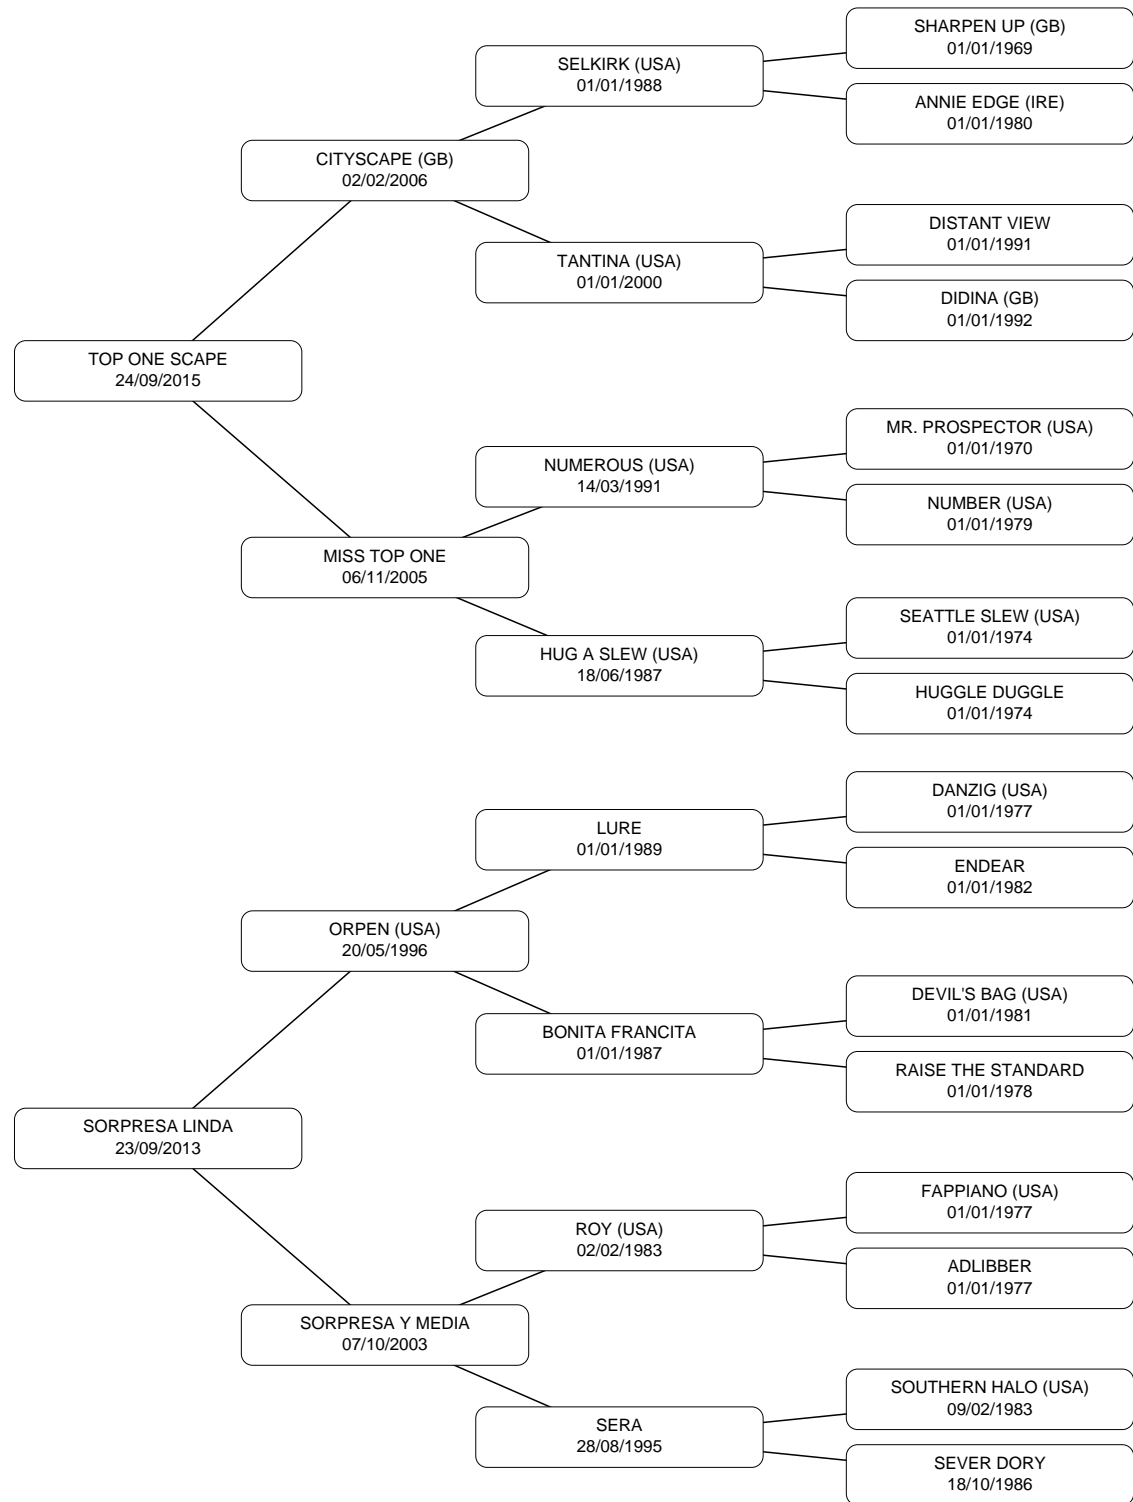 SHARPEN UP (GB)
01/01/1969
SELKIRK (USA)
01/01/1988
ANNIE EDGE (IRE)
01/01/1980
CITYSCAPE (GB)
02/02/2006
DISTANT VIEW
01/01/1991
TANTINA (USA)
01/01/2000
DIDINA (GB)
01/01/1992
TOP ONE SCAPE
24/09/2015
MR. PROSPECTOR (USA)
01/01/1970
NUMEROUS (USA)
14/03/1991
NUMBER (USA)
01/01/1979
MISS TOP ONE
06/11/2005
SEATTLE SLEW (USA)
01/01/1974
HUG A SLEW (USA)
18/06/1987
HUGGLE DUGGLE
01/01/1974
DANZIG (USA)
01/01/1977
LURE
01/01/1989
ENDEAR
01/01/1982
ORPEN (USA)
20/05/1996
DEVIL'S BAG (USA)
01/01/1981
BONITA FRANCITA
01/01/1987
RAISE THE STANDARD
01/01/1978
SORPRESA LINDA
23/09/2013
FAPPIANO (USA)
01/01/1977
ROY (USA)
02/02/1983
ADLIBBER
01/01/1977
SORPRESA Y MEDIA
07/10/2003
SOUTHERN HALO (USA)
09/02/1983
SERA
28/08/1995
SEVER DORY
18/10/1986